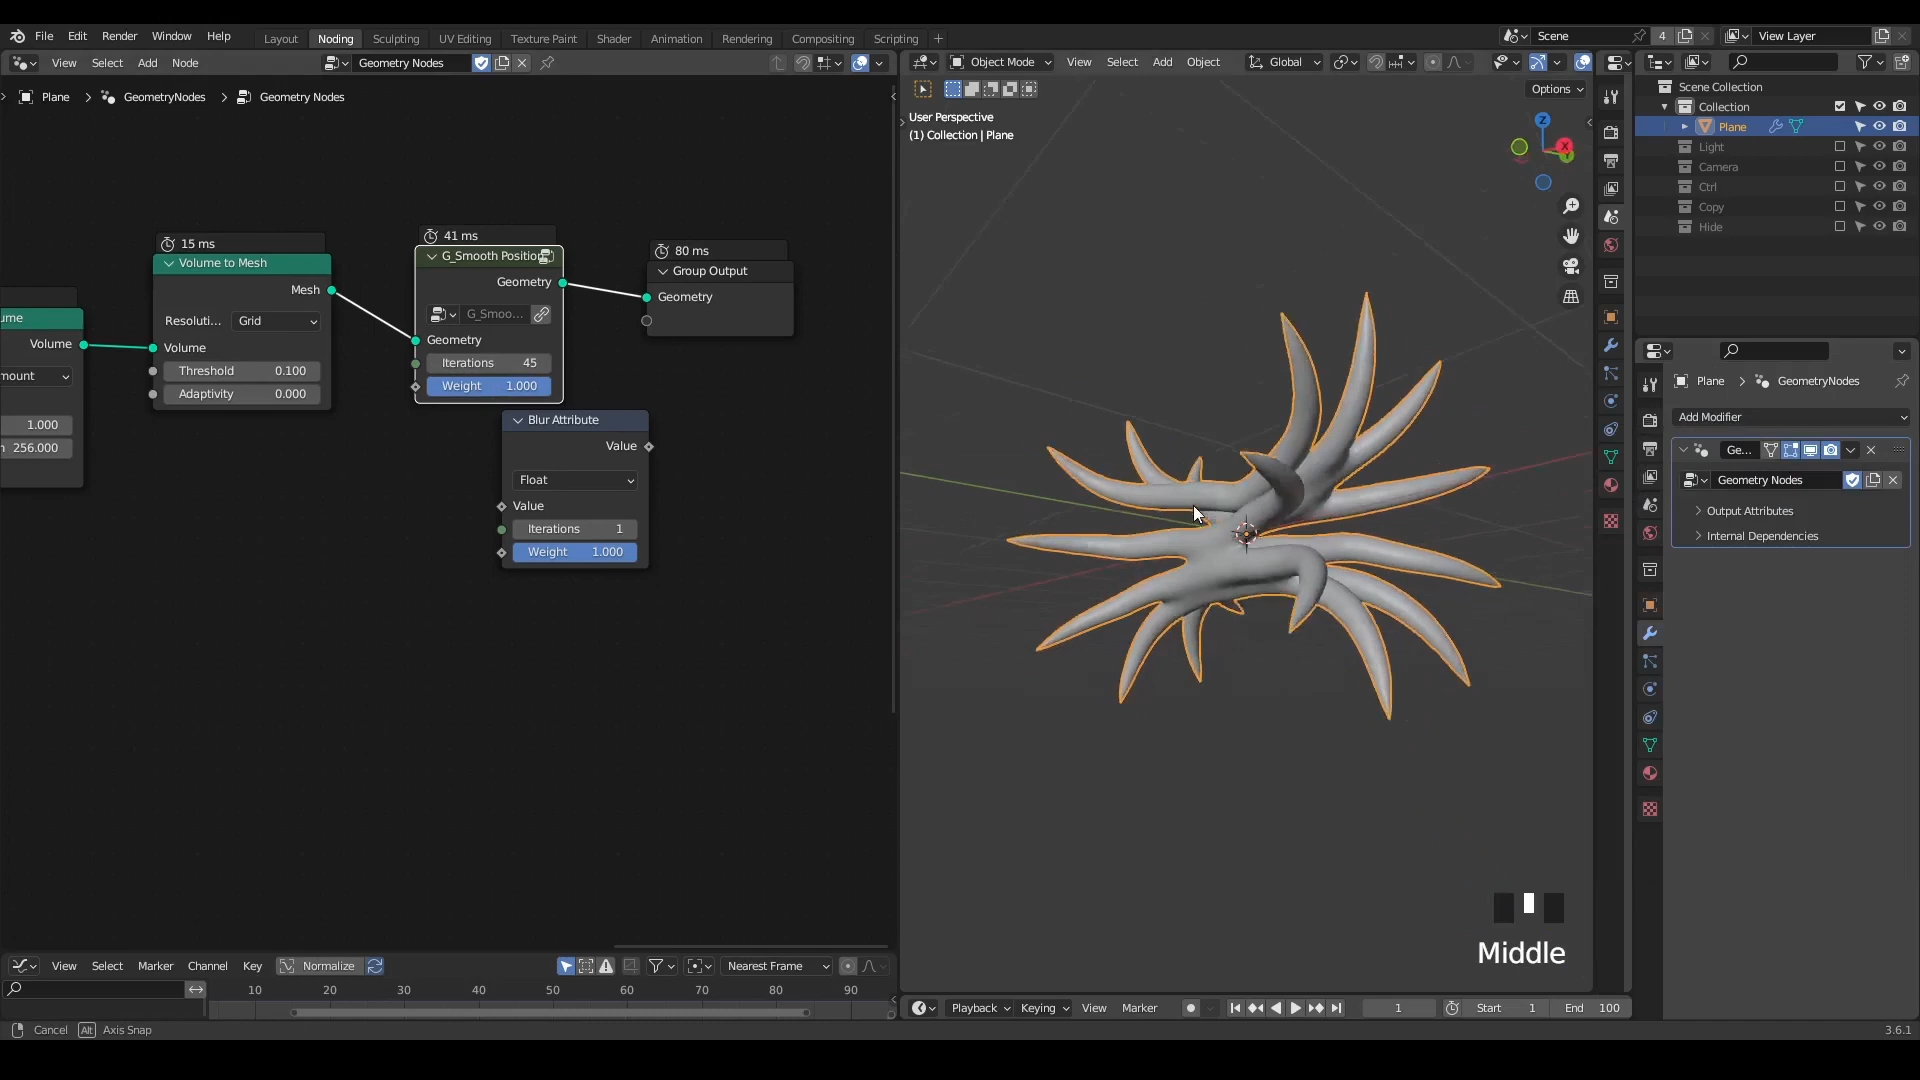 File Edit Render Window Help
Layout Noding Sculpting UV Editing Texture Paint Shader Animation Rendering Compositing Scripting +
Scene 4 View Layer
View Select Add Node Geometry Nodes
Object Mode View Select Add Object Global
Options
Plane > GeometryNodes > Geometry Nodes
User Perspective
(1) Collection | Plane
Z
X
Y
Scene Collection
Collection
Plane
Light
Camera
Ctrl
Copy
Hide
15 ms
Volume to Mesh
Mesh
Resoluti... Grid
Volume
Threshold 0.100
Adaptivity 0.000
ume
Volume
mount
1.000
n 256.000
41 ms
G_Smooth Position
Geometry
G_Smoo...
Geometry
Iterations 45
Weight 1.000
80 ms
Group Output
Geometry
Blur Attribute
Value
Float
Value
Iterations 1
Weight 1.000
Plane > GeometryNodes
Add Modifier
Ge...
Geometry Nodes
Output Attributes
Internal Dependencies
Middle
View Select Marker Channel Key Normalize Nearest Frame
10 20 30 40 50 60 70 80 90
Playback Keying View Marker 1 Start 1 End 100
Cancel Alt Axis Snap
3.6.1